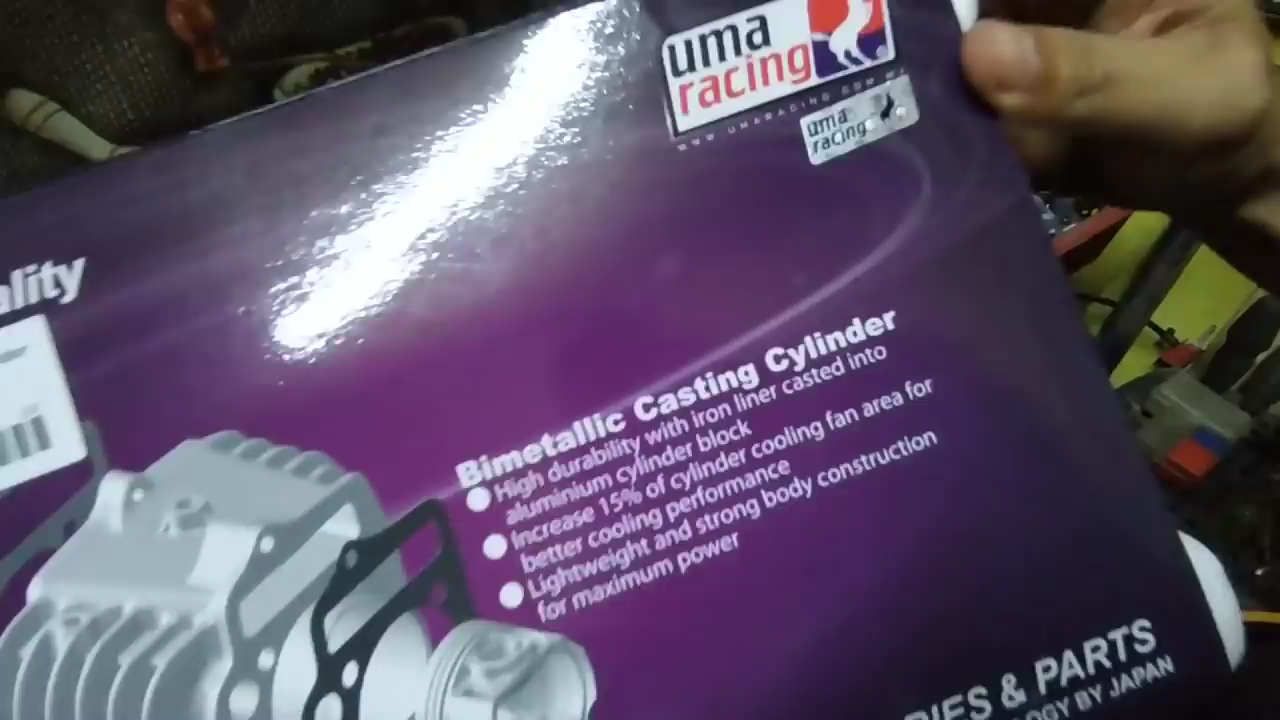 uma
racing
WWW.UMARACING.COM.MY
uma
racing
ality
Bimetallic Casting Cylinder
High durability with iron liner casted into
aluminium cylinder block
Increase 15% of cylinder cooling fan area for
better cooling performance
Lightweight and strong body construction
for maximum power
RIES & PARTS
LOGY BY JAPAN